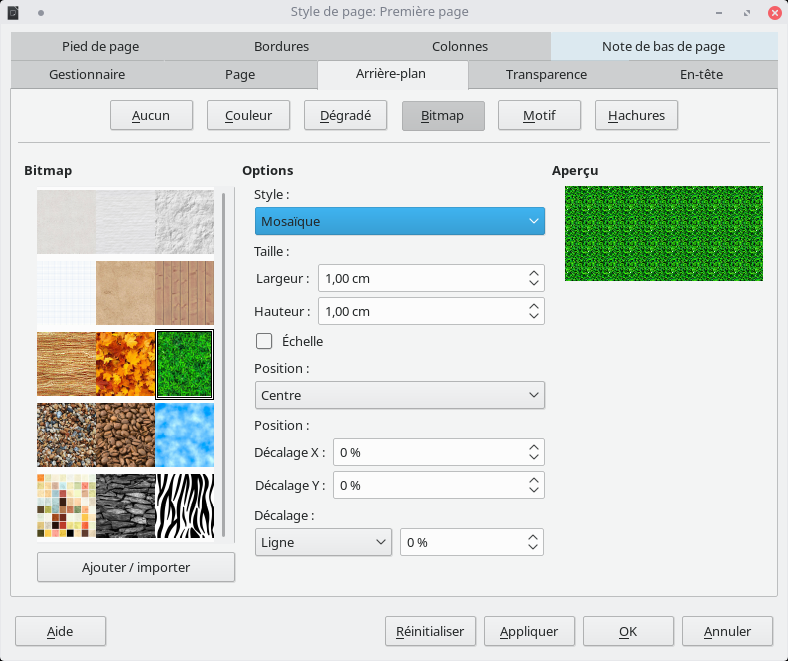 Style de page: Première page
Pied de page Bordures Colonnes Note de bas de page
Gestionnaire Page Arrière-plan Transparence En-tête
Aucun Couleur Dégradé Bitmap Motif Hachures
Bitmap Options Aperçu
Style :
Mosaïque
Taille :
Largeur : 1,00 cm
Hauteur : 1,00 cm
Échelle
Position :
Centre
Position :
Décalage X : 0 %
Décalage Y : 0 %
Décalage :
Ligne 0 %
Ajouter / importer
Aide Réinitialiser Appliquer OK Annuler